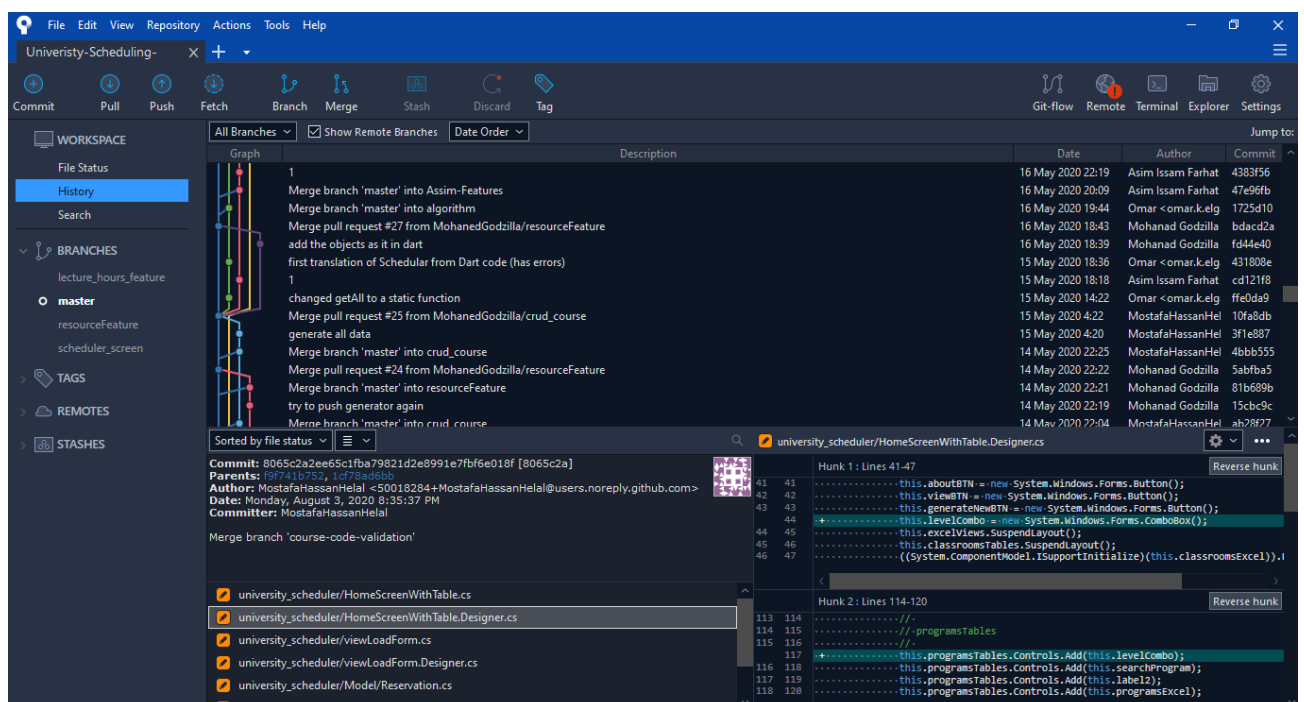 File Edit View Repository Actions Tools Help
Univeristy-Scheduling-
Commit Pull Push Fetch Branch Merge Stash Discard Tag Git-flow Remote Terminal Explorer Settings
WORKSPACE
File Status
History
Search
BRANCHES
lecture_hours_feature
master
resourceFeature
scheduler_screen
TAGS
REMOTES
STASHES
All Branches Show Remote Branches Date Order Jump to:
Graph Description Date Author Commit
1 16 May 2020 22:19 Asim Issam Farhat 4383f56
Merge branch 'master' into Assim-Features 16 May 2020 20:09 Asim Issam Farhat 47e96fb
Merge branch 'master' into algorithm 16 May 2020 19:44 Omar <omar.k.elg 1725d10
Merge pull request #27 from MohanedGodzilla/resourceFeature 16 May 2020 18:43 Mohanad Godzilla bdacd2a
add the objects as it in dart 16 May 2020 18:39 Mohanad Godzilla fd44e40
first translation of Schedular from Dart code (has errors) 15 May 2020 18:36 Omar <omar.k.elg 431808e
1 15 May 2020 18:18 Asim Issam Farhat cd121f8
changed getAll to a static function 15 May 2020 14:22 Omar <omar.k.elg ffe0da9
Merge pull request #25 from MohanedGodzilla/crud_course 15 May 2020 4:22 MostafaHassanHel 10fa8db
generate all data 15 May 2020 4:20 MostafaHassanHel 3f1e887
Merge branch 'master' into crud_course 14 May 2020 22:25 MostafaHassanHel 4bbb555
Merge pull request #24 from MohanedGodzilla/resourceFeature 14 May 2020 22:22 Mohanad Godzilla 5abfba5
Merge branch 'master' into resourceFeature 14 May 2020 22:21 Mohanad Godzilla 81b689b
try to push generator again 14 May 2020 22:19 Mohanad Godzilla 15cbc9c
Merge branch 'master' into crud_course 14 May 2020 22:04 MostafaHassanHel ab28f27
Sorted by file status
Commit: 8065c2a2ee65c1fba79821d2e8991e7fbf6e018f [8065c2a]
Parents: f9f741b752, 1cf78ad6bb
Author: MostafaHassanHelal <50018284+MostafaHassanHelal@users.noreply.github.com>
Date: Monday, August 3, 2020 8:35:37 PM
Committer: MostafaHassanHelal
Merge branch 'course-code-validation'
university_scheduler/HomeScreenWithTable.cs
university_scheduler/HomeScreenWithTable.Designer.cs
university_scheduler/viewLoadForm.cs
university_scheduler/viewLoadForm.Designer.cs
university_scheduler/Model/Reservation.cs
university_scheduler/HomeScreenWithTable.Designer.cs
Hunk 1 : Lines 41-47 Reverse hunk
41 41 this.aboutBTN = new System.Windows.Forms.Button();
42 42 this.viewBTN = new System.Windows.Forms.Button();
43 43 this.generateNewBTN = new System.Windows.Forms.Button();
44 + this.levelCombo = new System.Windows.Forms.ComboBox();
44 45 this.excelViews.SuspendLayout();
45 46 this.classroomsTables.SuspendLayout();
46 47 ((System.ComponentModel.ISupportInitialize)(this.classroomsExcel)).
Hunk 2 : Lines 114-120 Reverse hunk
113 114 //
114 115 // programsTables
115 116 //
117 + this.programsTables.Controls.Add(this.levelCombo);
116 118 this.programsTables.Controls.Add(this.searchProgram);
117 119 this.programsTables.Controls.Add(this.label2);
118 120 this.programsTables.Controls.Add(this.programsExcel);